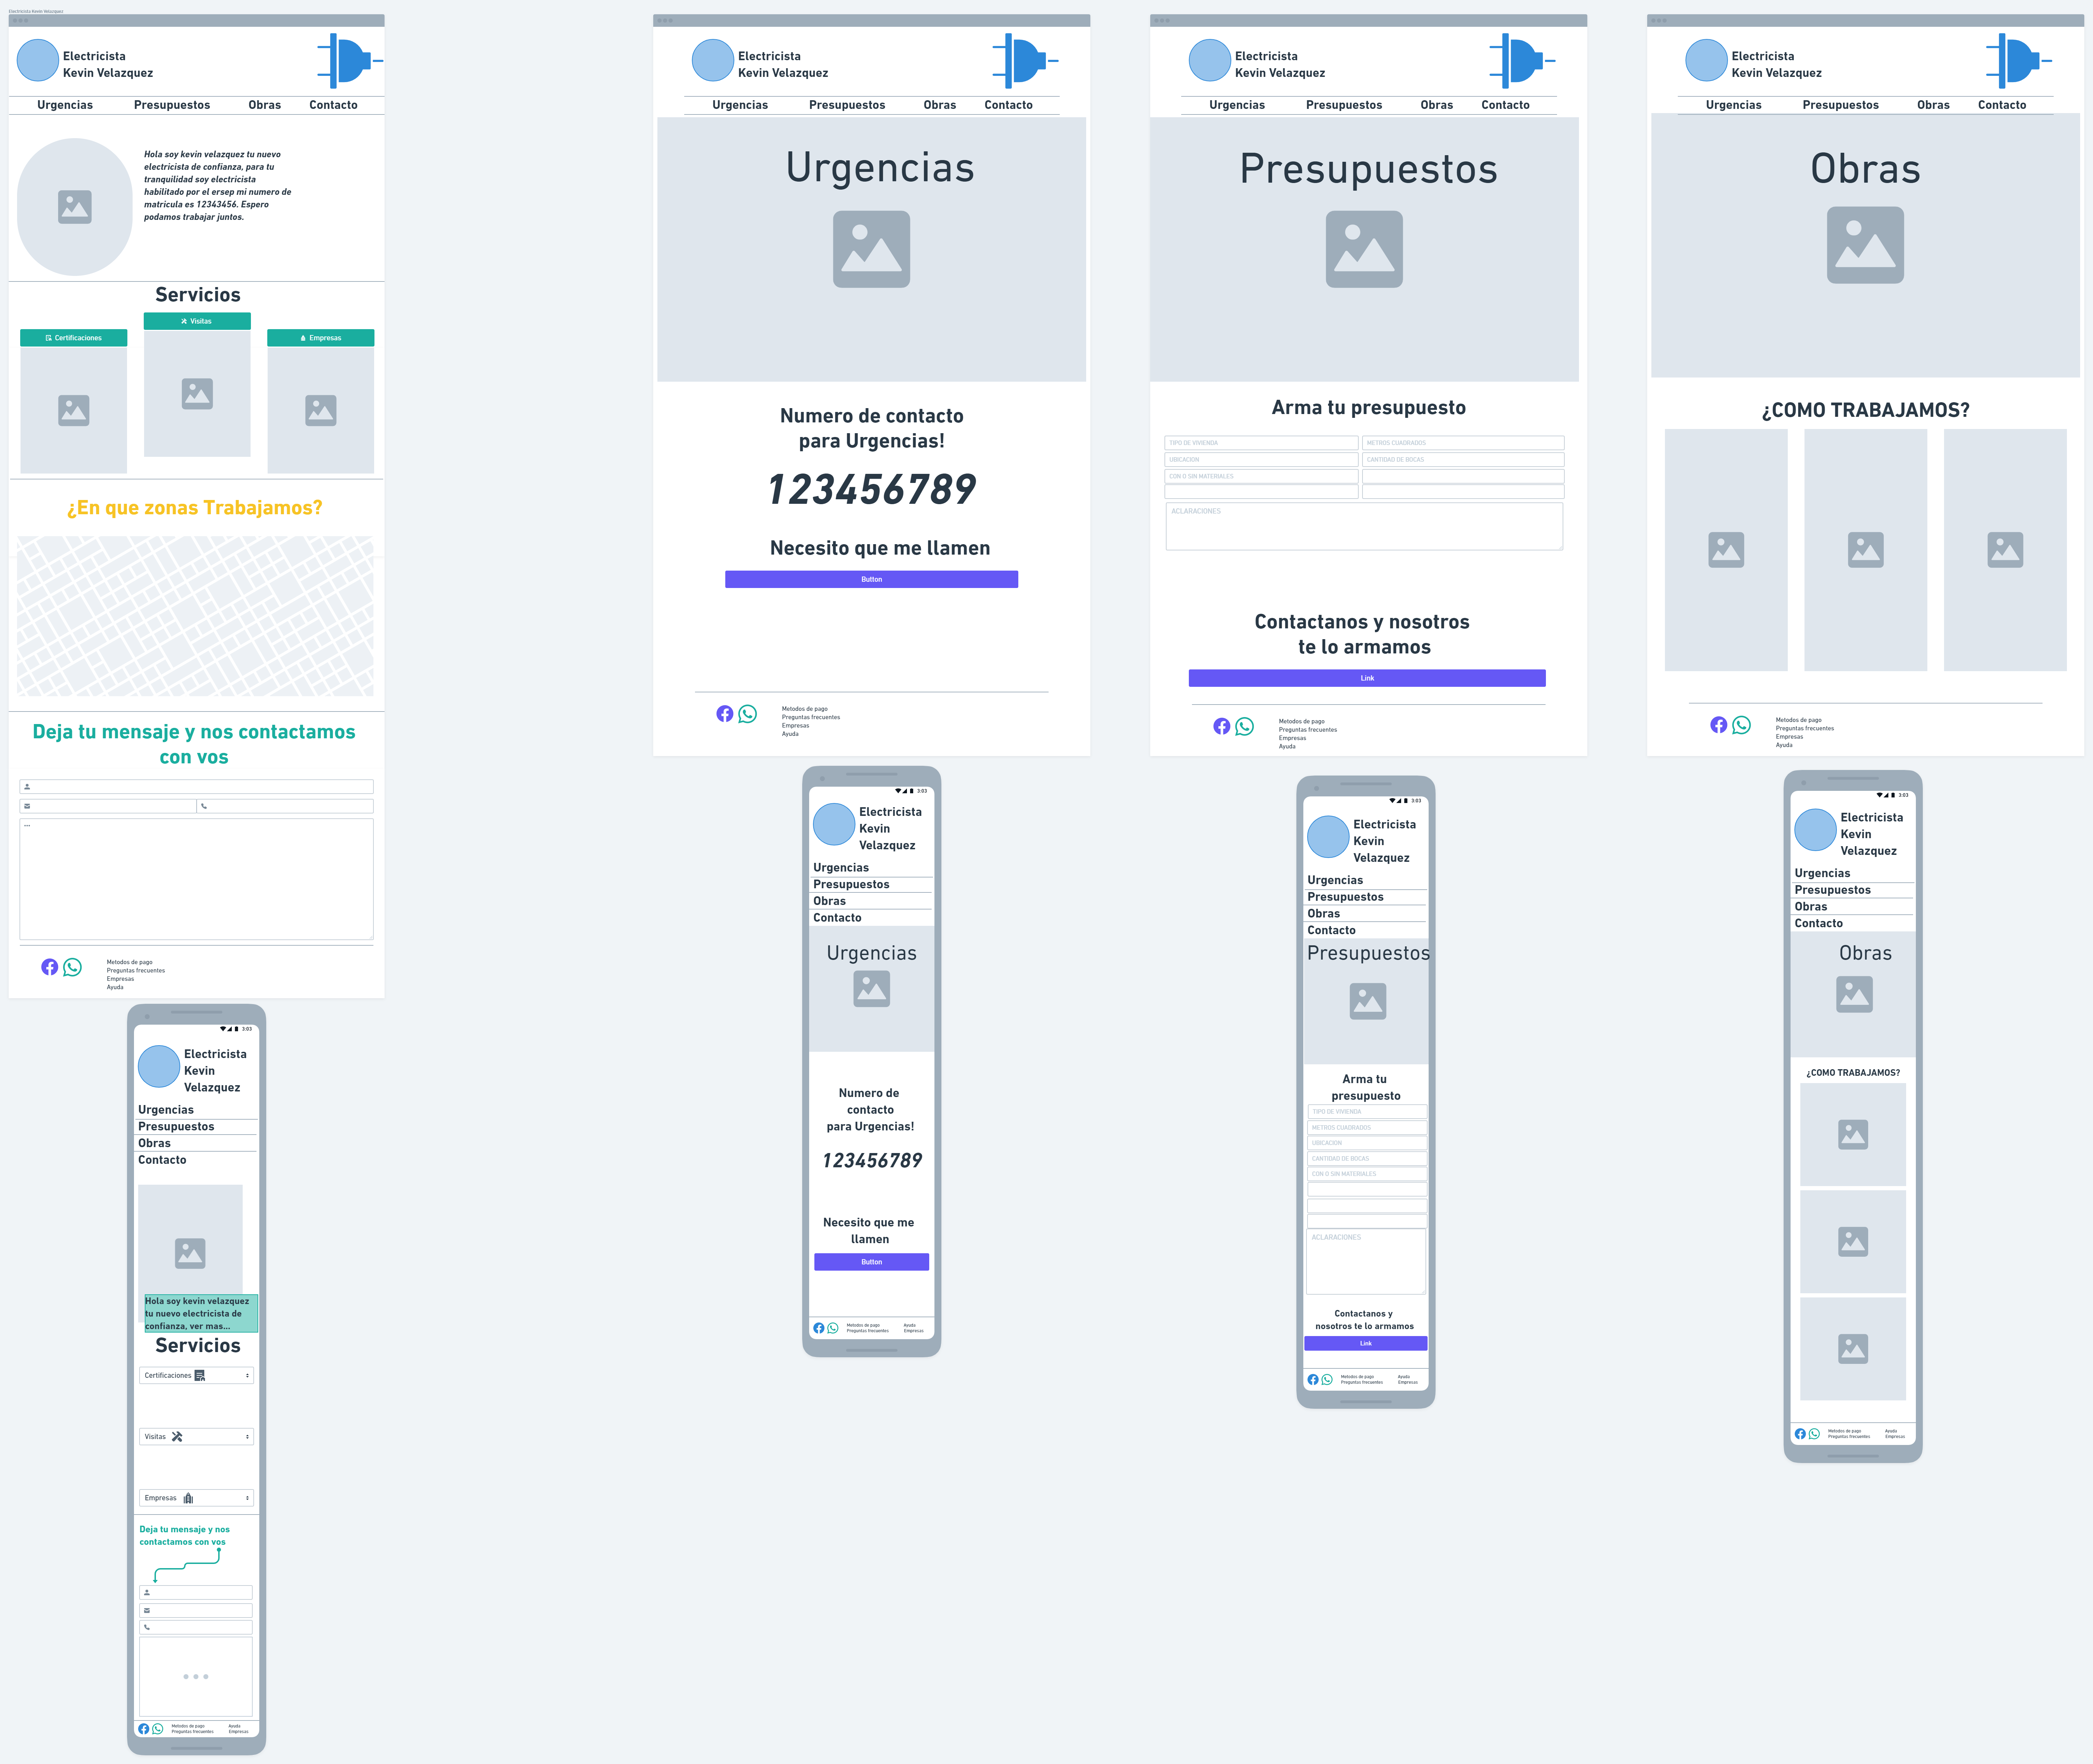 Electricista Kevin Velazquez
Electricista
Kevin Velazquez
Urgencias Presupuestos Obras Contacto
Hola soy kevin velazquez tu nuevo
electricista de confianza, para tu
tranquilidad soy electricista
habilitado por el ersep mi numero de
matricula es 12343456. Espero
podamos trabajar juntos.
Servicios
Visitas
Certificaciones
Empresas
¿En que zonas Trabajamos?
Deja tu mensaje y nos contactamos
con vos
...
Metodos de pago
Preguntas frecuentes
Empresas
Ayuda
Electricista
Kevin Velazquez
Urgencias Presupuestos Obras Contacto
Urgencias
Numero de contacto
para Urgencias!
123456789
Necesito que me llamen
Button
Metodos de pago
Preguntas frecuentes
Empresas
Ayuda
Electricista
Kevin Velazquez
Urgencias Presupuestos Obras Contacto
Presupuestos
Arma tu presupuesto
TIPO DE VIVIENDA METROS CUADRADOS
UBICACION CANTIDAD DE BOCAS
CON O SIN MATERIALES
ACLARACIONES
Contactanos y nosotros
te lo armamos
Link
Metodos de pago
Preguntas frecuentes
Empresas
Ayuda
Electricista
Kevin Velazquez
Urgencias Presupuestos Obras Contacto
Obras
¿COMO TRABAJAMOS?
Metodos de pago
Preguntas frecuentes
Empresas
Ayuda
3:03
Electricista
Kevin
Velazquez
Urgencias
Presupuestos
Obras
Contacto
Hola soy kevin velazquez
tu nuevo electricista de
confianza, ver mas...
Servicios
Certificaciones
Visitas
Empresas
Deja tu mensaje y nos
contactamos con vos
Metodos de pago Ayuda
Preguntas frecuentes Empresas
3:03
Electricista
Kevin
Velazquez
Urgencias
Presupuestos
Obras
Contacto
Urgencias
Numero de
contacto
para Urgencias!
123456789
Necesito que me
llamen
Button
Metodos de pago Ayuda
Preguntas frecuentes Empresas
3:03
Electricista
Kevin
Velazquez
Urgencias
Presupuestos
Obras
Contacto
Presupuestos
Arma tu
presupuesto
TIPO DE VIVIENDA
METROS CUADRADOS
UBICACION
CANTIDAD DE BOCAS
CON O SIN MATERIALES
ACLARACIONES
Contactanos y
nosotros te lo armamos
Link
Metodos de pago Ayuda
Preguntas frecuentes Empresas
3:03
Electricista
Kevin
Velazquez
Urgencias
Presupuestos
Obras
Contacto
Obras
¿COMO TRABAJAMOS?
Metodos de pago Ayuda
Preguntas frecuentes Empresas